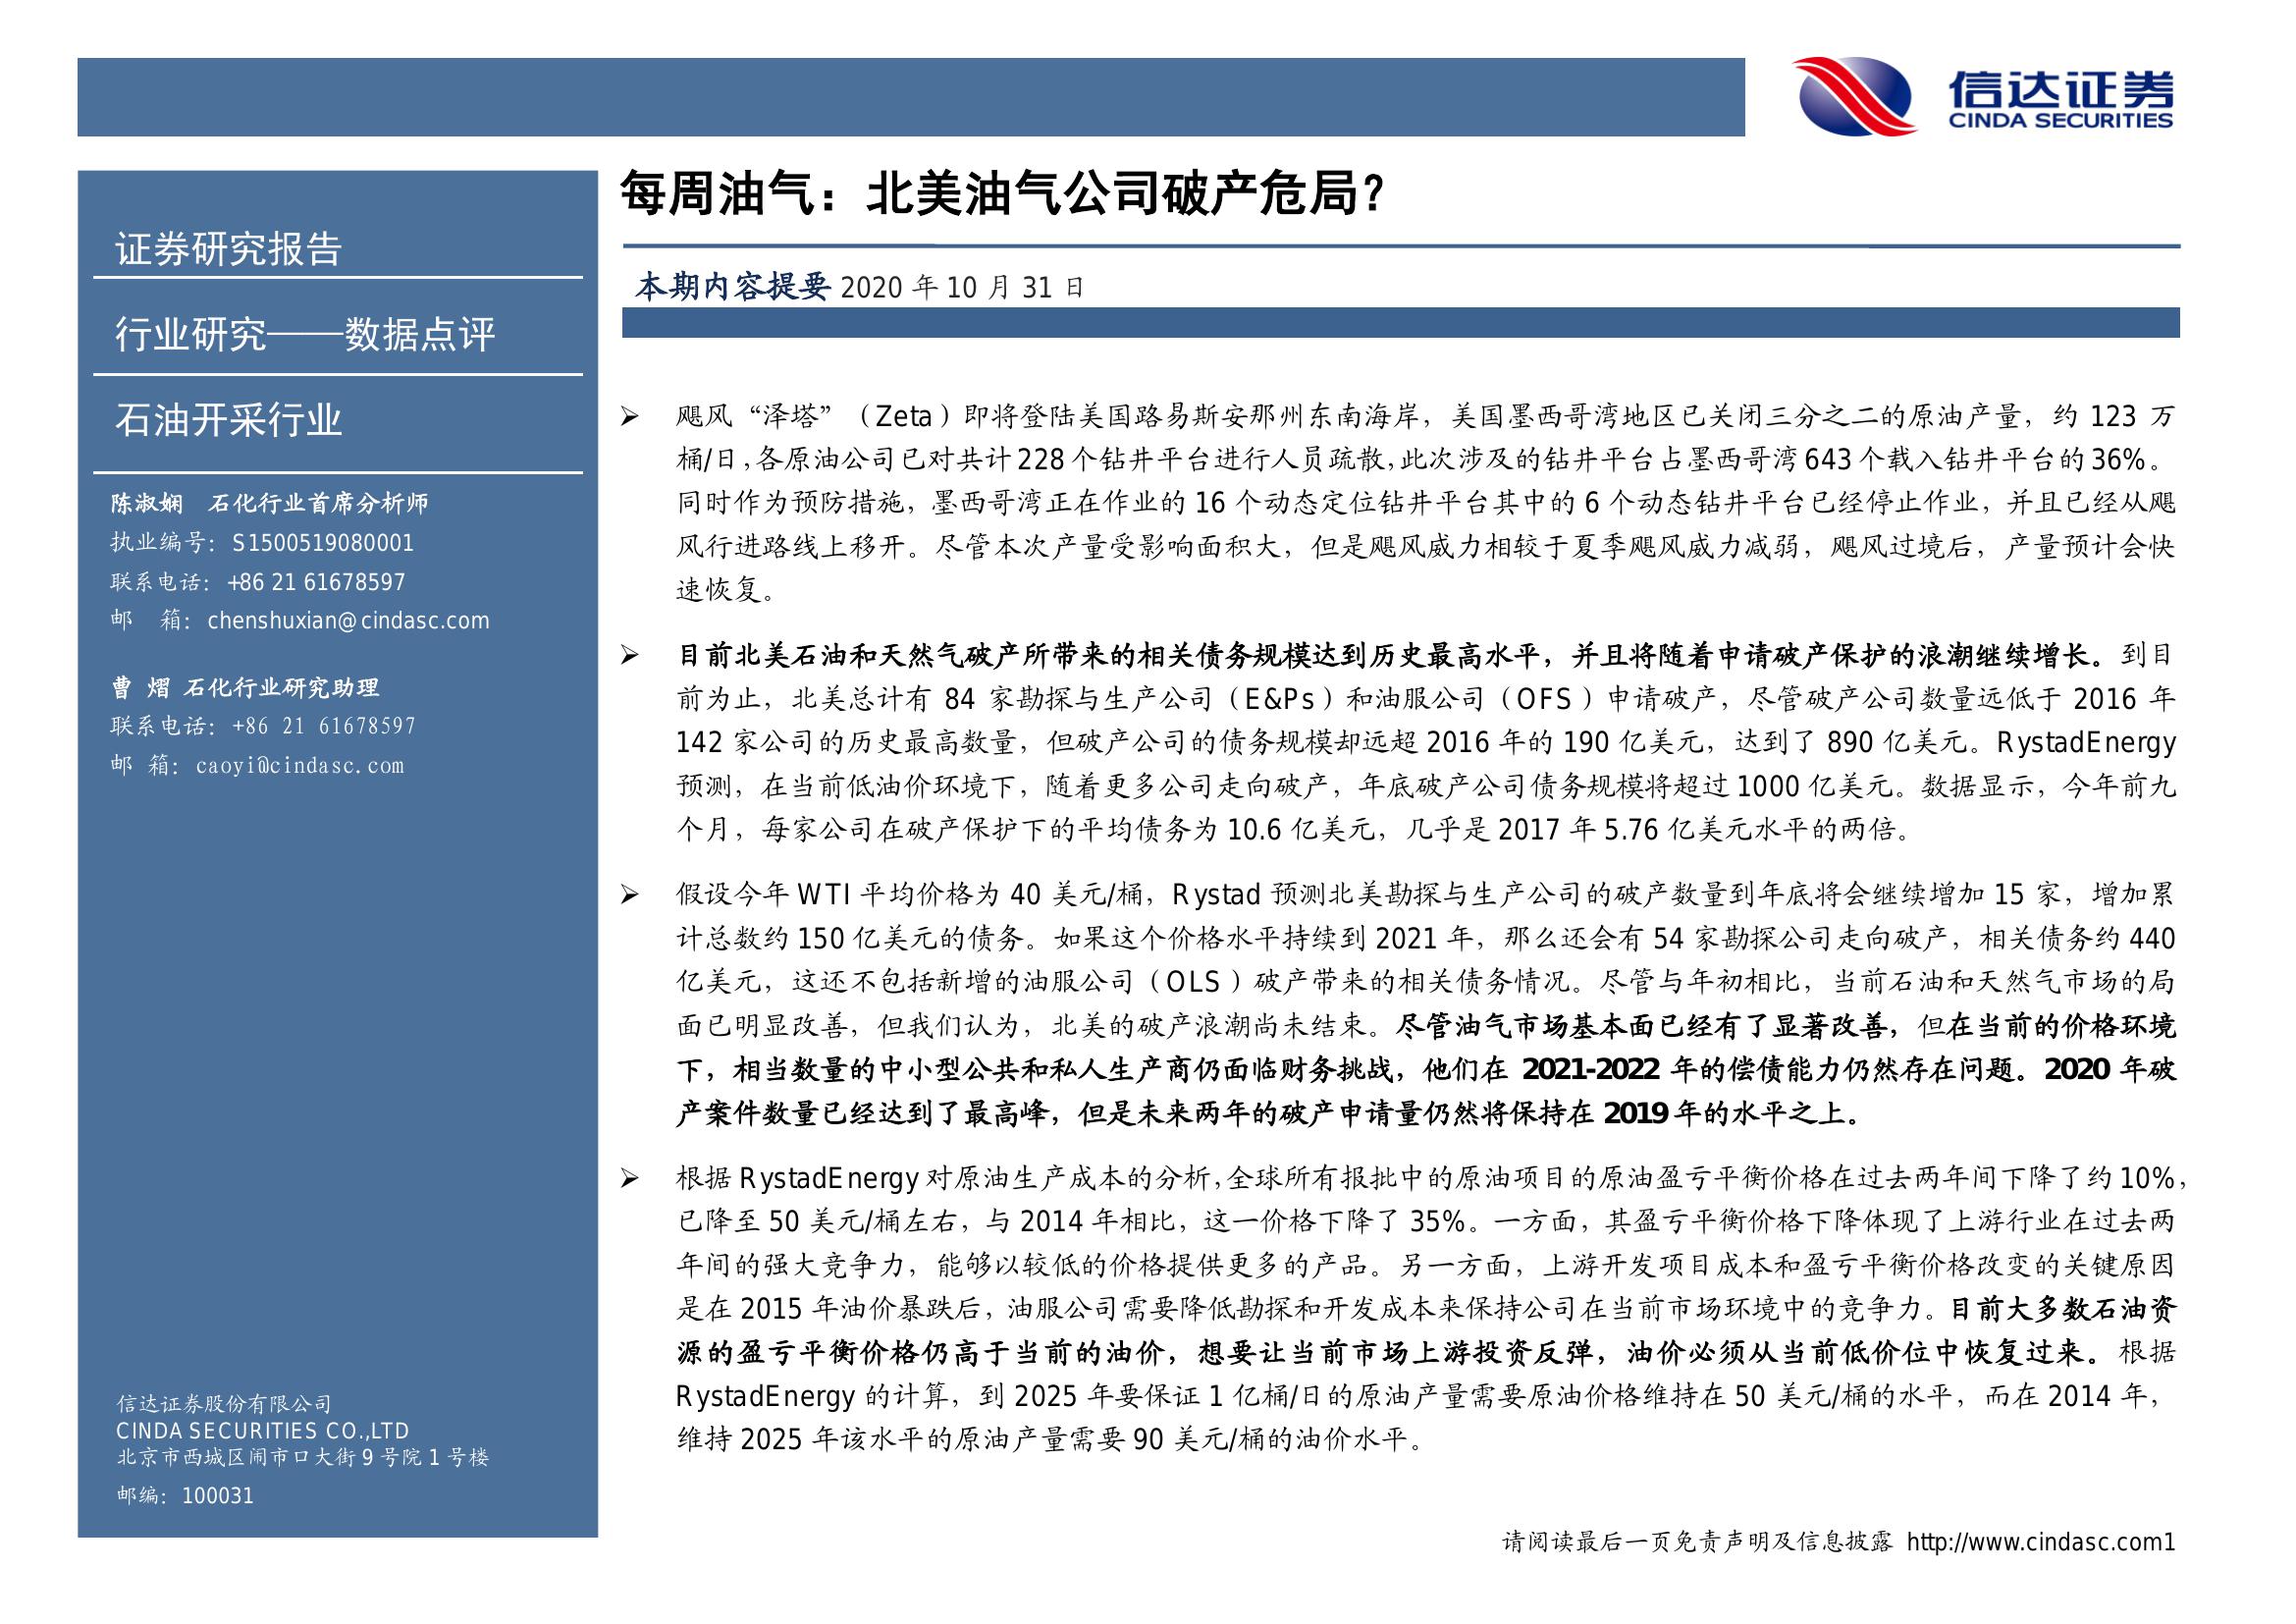 信达证券
CINDA SECURITIES
证券研究报告
行业研究——数据点评
石油开采行业
陈淑娴 石化行业首席分析师
执业编号：S1500519080001
联系电话：+86 21 61678597
邮 箱：chenshuxian@cindasc.com
曹 熠 石化行业研究助理
联系电话：+86 21 61678597
邮 箱：caoyi@cindasc.com
信达证券股份有限公司
CINDA SECURITIES CO.,LTD
北京市西城区闹市口大街9号院1号楼
邮编：100031
每周油气：北美油气公司破产危局？
本期内容提要 2020 年 10 月 31 日
➢ 飓风“泽塔”（Zeta）即将登陆美国路易斯安那州东南海岸，美国墨西哥湾地区已关闭三分之二的原油产量，约 123 万
桶/日，各原油公司已对共计 228 个钻井平台进行人员疏散，此次涉及的钻井平台占墨西哥湾 643 个载入钻井平台的 36%。
同时作为预防措施，墨西哥湾正在作业的 16 个动态定位钻井平台其中的 6 个动态钻井平台已经停止作业，并且已经从飓
风行进路线上移开。尽管本次产量受影响面积大，但是飓风威力相较于夏季飓风威力减弱，飓风过境后，产量预计会快
速恢复。
➢ 目前北美石油和天然气破产所带来的相关债务规模达到历史最高水平，并且将随着申请破产保护的浪潮继续增长。到目
前为止，北美总计有 84 家勘探与生产公司（E&Ps）和油服公司（OFS）申请破产，尽管破产公司数量远低于 2016 年
142 家公司的历史最高数量，但破产公司的债务规模却远超 2016 年的 190 亿美元，达到了 890 亿美元。RystadEnergy
预测，在当前低油价环境下，随着更多公司走向破产，年底破产公司债务规模将超过 1000 亿美元。数据显示，今年前九
个月，每家公司在破产保护下的平均债务为 10.6 亿美元，几乎是 2017 年 5.76 亿美元水平的两倍。
➢ 假设今年 WTI 平均价格为 40 美元/桶，Rystad 预测北美勘探与生产公司的破产数量到年底将会继续增加 15 家，增加累
计总数约 150 亿美元的债务。如果这个价格水平持续到 2021 年，那么还会有 54 家勘探公司走向破产，相关债务约 440
亿美元，这还不包括新增的油服公司（OLS）破产带来的相关债务情况。尽管与年初相比，当前石油和天然气市场的局
面已明显改善，但我们认为，北美的破产浪潮尚未结束。尽管油气市场基本面已经有了显著改善，但在当前的价格环境
下，相当数量的中小型公共和私人生产商仍面临财务挑战，他们在 2021-2022 年的偿债能力仍然存在问题。2020 年破
产案件数量已经达到了最高峰，但是未来两年的破产申请量仍然将保持在 2019 年的水平之上。
➢ 根据 RystadEnergy 对原油生产成本的分析，全球所有报批中的原油项目的原油盈亏平衡价格在过去两年间下降了约 10%，
已降至 50 美元/桶左右，与 2014 年相比，这一价格下降了 35%。一方面，其盈亏平衡价格下降体现了上游行业在过去两
年间的强大竞争力，能够以较低的价格提供更多的产品。另一方面，上游开发项目成本和盈亏平衡价格改变的关键原因
是在 2015 年油价暴跌后，油服公司需要降低勘探和开发成本来保持公司在当前市场环境中的竞争力。目前大多数石油资
源的盈亏平衡价格仍高于当前的油价，想要让当前市场上游投资反弹，油价必须从当前低价位中恢复过来。根据
RystadEnergy 的计算，到 2025 年要保证 1 亿桶/日的原油产量需要原油价格维持在 50 美元/桶的水平，而在 2014 年，
维持 2025 年该水平的原油产量需要 90 美元/桶的油价水平。
请阅读最后一页免责声明及信息披露 http://www.cindasc.com1